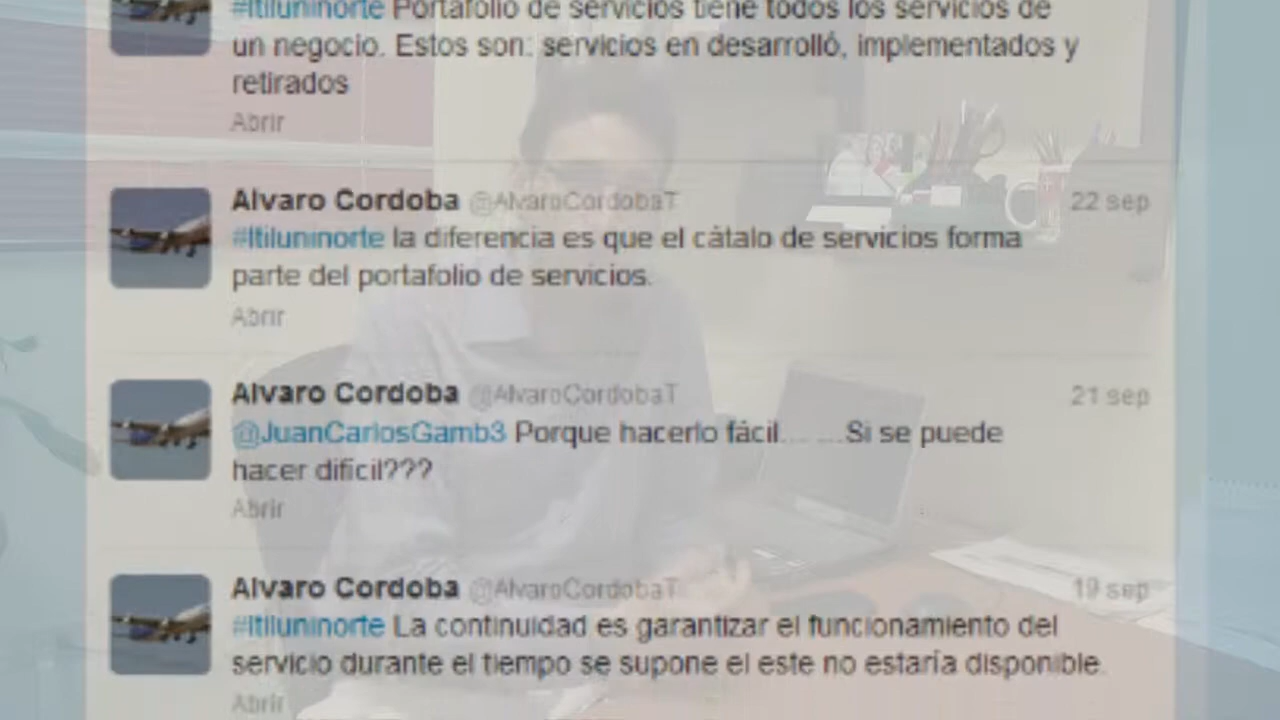 #Itiluninorte Portafolio de servicios tiene todos los servicios de
un negocio. Estos son: servicios en desarrolló, implementados y
retirados
Abrir
Alvaro Cordoba @AlvaroCordobaT 22 sep
#Itiluninorte la diferencia es que el cátalo de servicios forma
parte del portafolio de servicios.
Abrir
Alvaro Cordoba @AlvaroCordobaT 21 sep
@JuanCarlosGamb3 Porque hacerlo fácil.... ....Si se puede
hacer dificil???
Abrir
Alvaro Cordoba @AlvaroCordobaT 19 sep
#Itiluninorte La continuidad es garantizar el funcionamiento del
servicio durante el tiempo se supone el este no estaría disponible.
Abrir